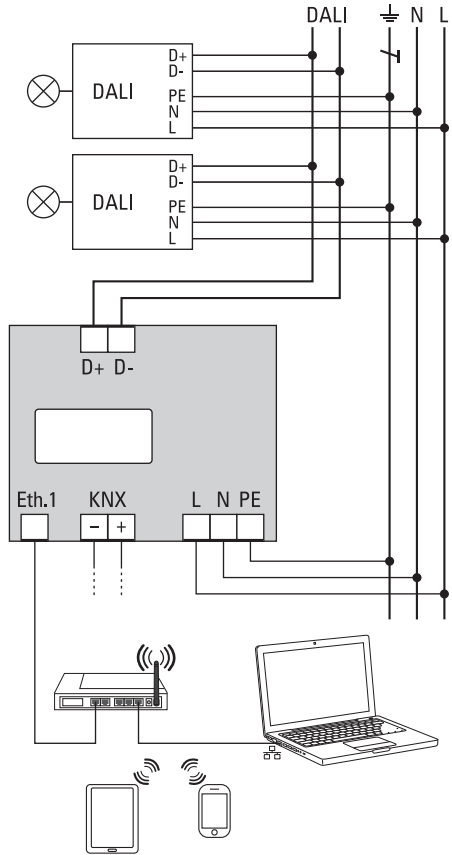 DALI N L
D+
D-
DALI
PE
N
L
D+
D-
DALI
PE
N
L
D+ D-
Eth.1 KNX L N PE
– +